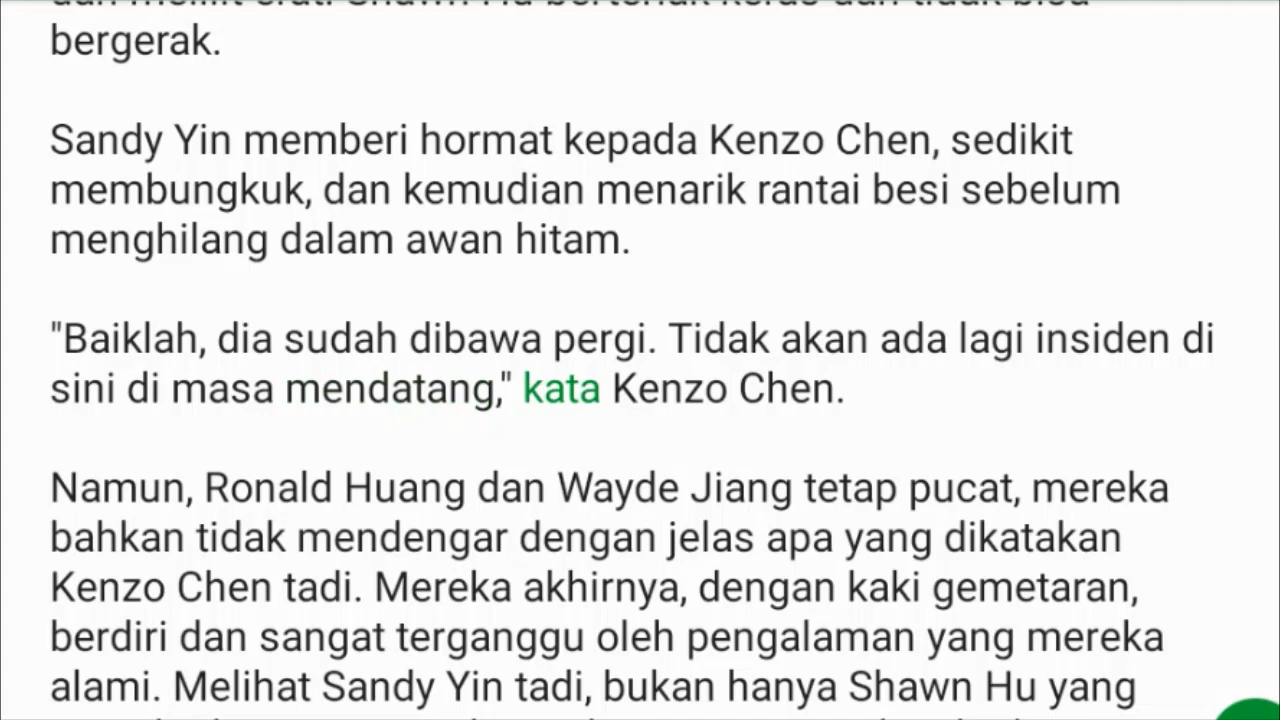 bergerak.
Sandy Yin memberi hormat kepada Kenzo Chen, sedikit
membungkuk, dan kemudian menarik rantai besi sebelum
menghilang dalam awan hitam.
"Baiklah, dia sudah dibawa pergi. Tidak akan ada lagi insiden di
sini di masa mendatang," kata Kenzo Chen.
Namun, Ronald Huang dan Wayde Jiang tetap pucat, mereka
bahkan tidak mendengar dengan jelas apa yang dikatakan
Kenzo Chen tadi. Mereka akhirnya, dengan kaki gemetaran,
berdiri dan sangat terganggu oleh pengalaman yang mereka
alami. Melihat Sandy Yin tadi, bukan hanya Shawn Hu yang